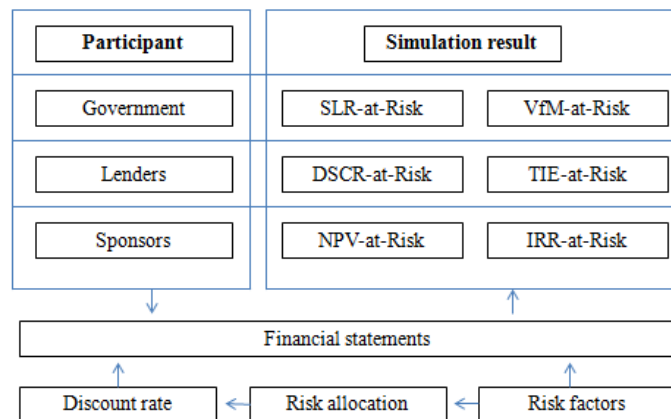 Participant
Simulation result
Government
SLR-at-Risk
VfM-at-Risk
Lenders
DSCR-at-Risk
TIE-at-Risk
Sponsors
NPV-at-Risk
IRR-at-Risk
Financial statements
Discount rate
Risk allocation
Risk factors